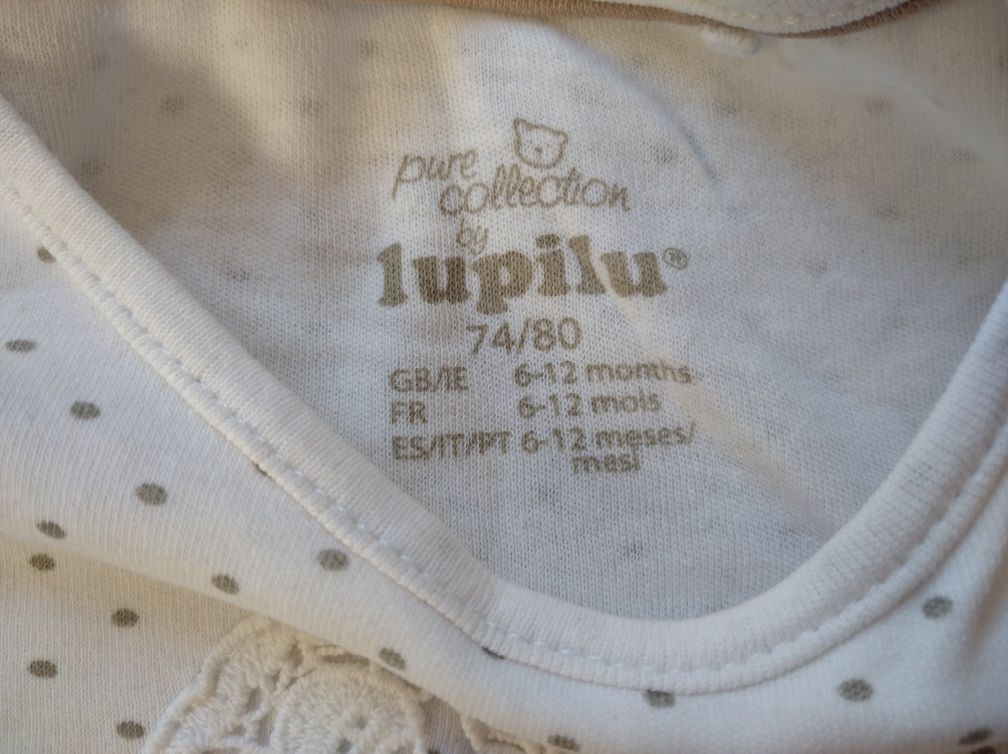 pure
collection
by
lupilu®
74/80
GB/IE 6-12 months
FR 6-12 mois
ES/IT/PT 6-12 meses/
mesi